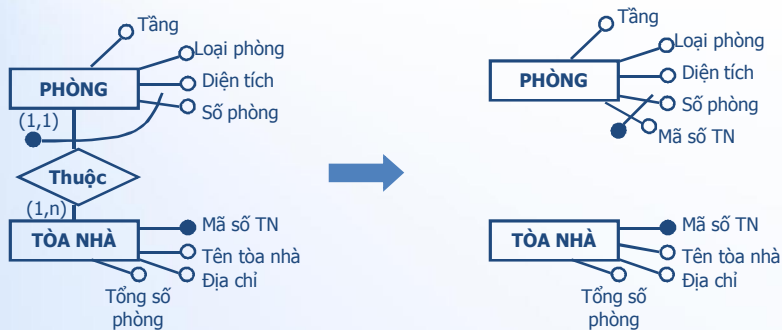 Tầng
Loại phòng
PHÒNG
Diện tích
Số phòng
(1,1)
Thuộc
(1,n)
TÒA NHÀ
Mã số TN
Tên tòa nhà
Địa chỉ
Tổng số
phòng
Tầng
Loại phòng
PHÒNG
Diện tích
Số phòng
Mã số TN
TÒA NHÀ
Mã số TN
Tên tòa nhà
Địa chỉ
Tổng số
phòng